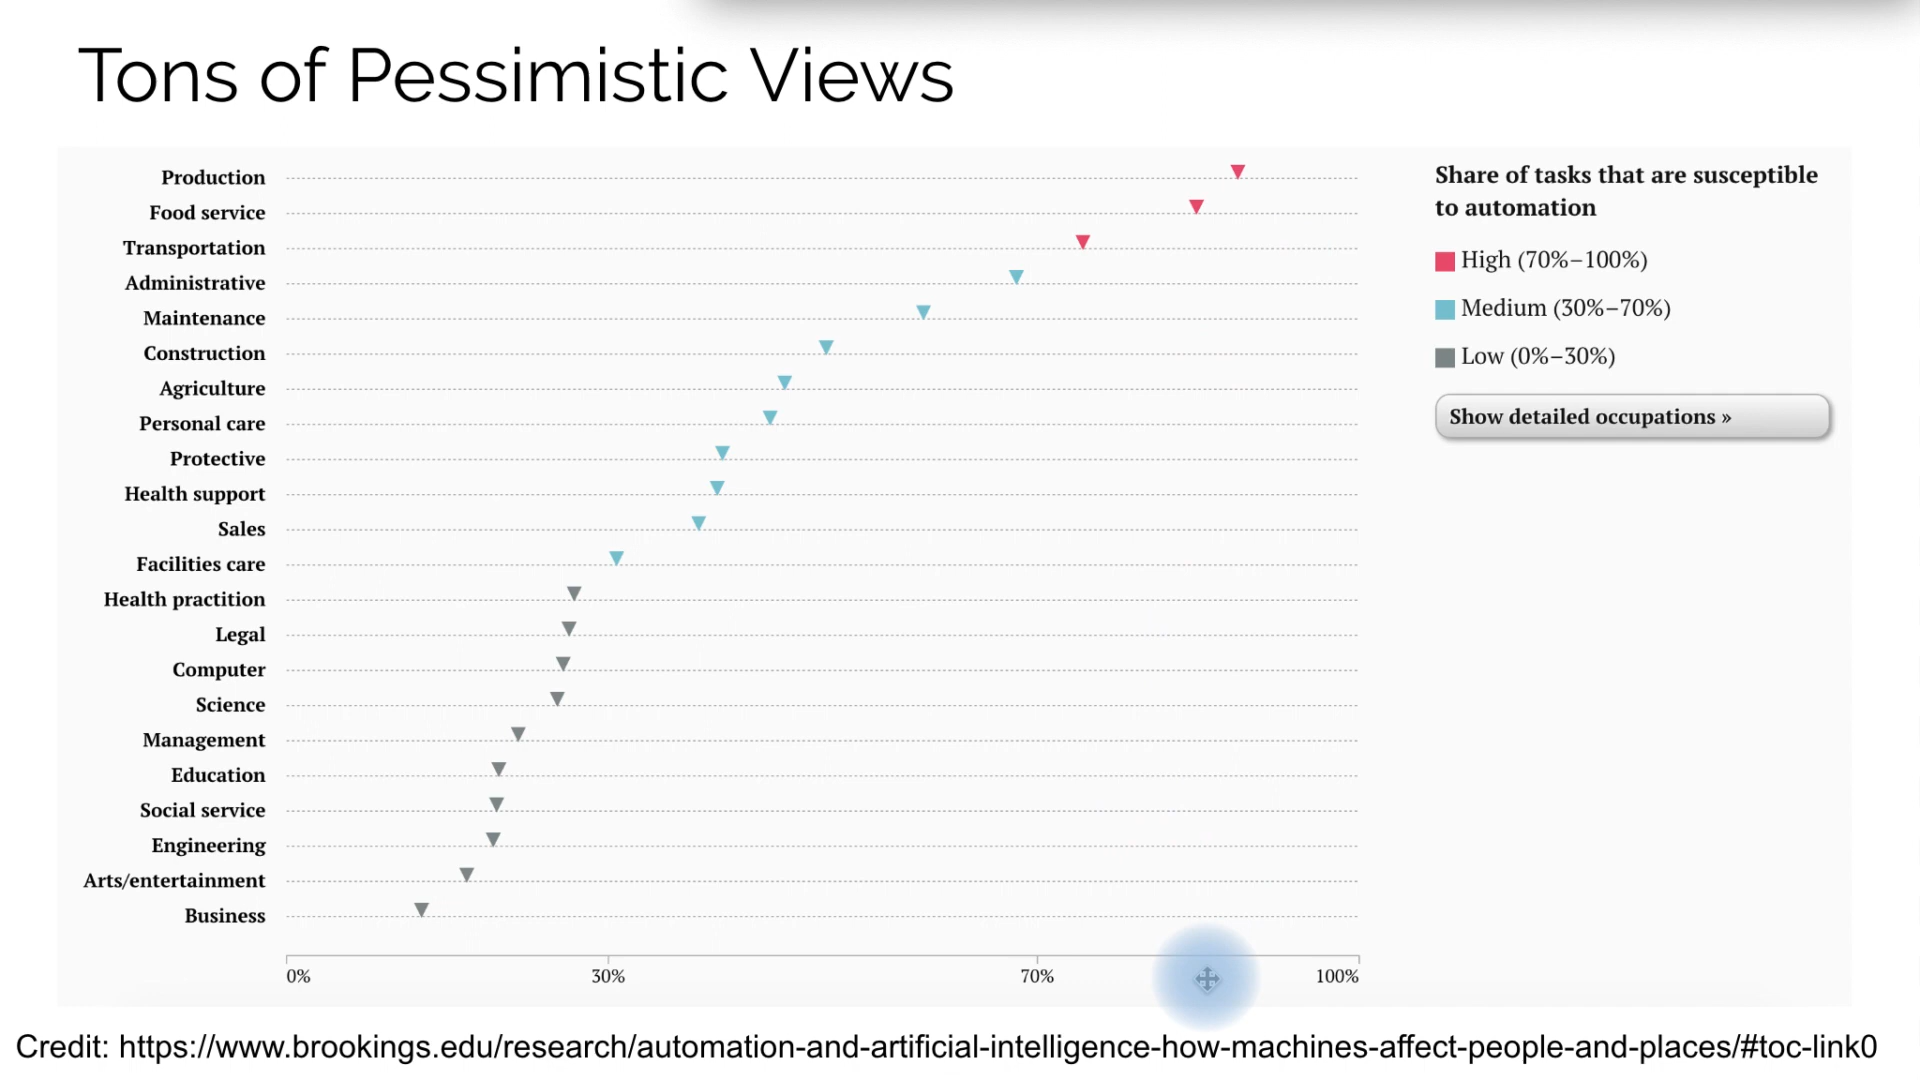 Tons of Pessimistic Views
Production
Food service
Transportation
Administrative
Maintenance
Construction
Agriculture
Personal care
Protective
Health support
Sales
Facilities care
Health practition
Legal
Computer
Science
Management
Education
Social service
Engineering
Arts/entertainment
Business
0% 30% 70% 100%
Share of tasks that are susceptible
to automation
High (70%–100%)
Medium (30%–70%)
Low (0%–30%)
Show detailed occupations »
Credit: https://www.brookings.edu/research/automation-and-artificial-intelligence-how-machines-affect-people-and-places/#toc-link0